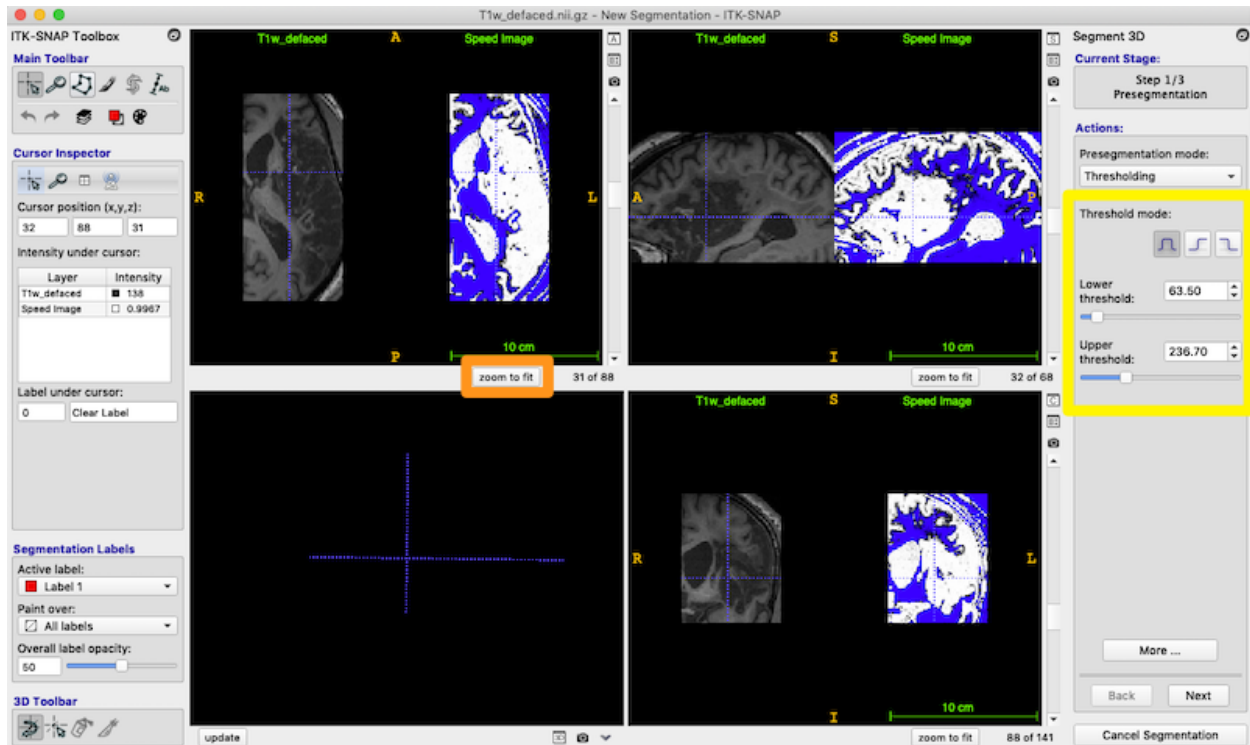 T1w_defaced.nii.gz - New Segmentation - ITK-SNAP
ITK-SNAP Toolbox
Main Toolbar
Cursor Inspector
Cursor position (x,y,z):
32 88 31
Intensity under cursor:
Layer Intensity
T1w_defaced 138
Speed Image 0.9967
Label under cursor:
0 Clear Label
Segmentation Labels
Active label:
Label 1
Paint over:
All labels
Overall label opacity:
50
3D Toolbar
T1w_defaced A Speed Image
R L
P 10 cm
zoom to fit 31 of 88
T1w_defaced S Speed Image
A P
I 10 cm
zoom to fit 32 of 68
update
T1w_defaced S Speed Image
R L
I 10 cm
zoom to fit 88 of 141
A
S
C
Segment 3D
Current Stage:
Step 1/3
Presegmentation
Actions:
Presegmentation mode:
Thresholding
Threshold mode:
Lower
threshold: 63.50
Upper
threshold: 236.70
More ...
Back Next
Cancel Segmentation